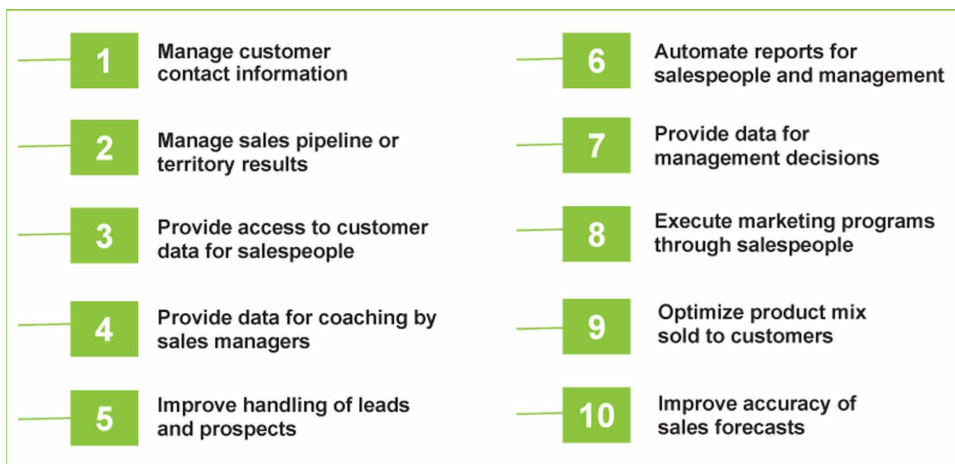 1
Manage customer
contact information
2
Manage sales pipeline or
territory results
3
Provide access to customer
data for salespeople
4
Provide data for coaching by
sales managers
5
Improve handling of leads
and prospects
6
Automate reports for
salespeople and management
7
Provide data for
management decisions
8
Execute marketing programs
through salespeople
9
Optimize product mix
sold to customers
10
Improve accuracy of
sales forecasts